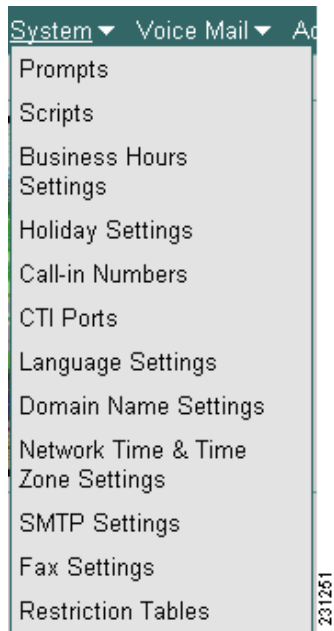 System ▾ Voice Mail ▾
Prompts
Scripts
Business Hours
Settings
Holiday Settings
Call-in Numbers
CTI Ports
Language Settings
Domain Name Settings
Network Time & Time
Zone Settings
SMTP Settings
Fax Settings
Restriction Tables
231251